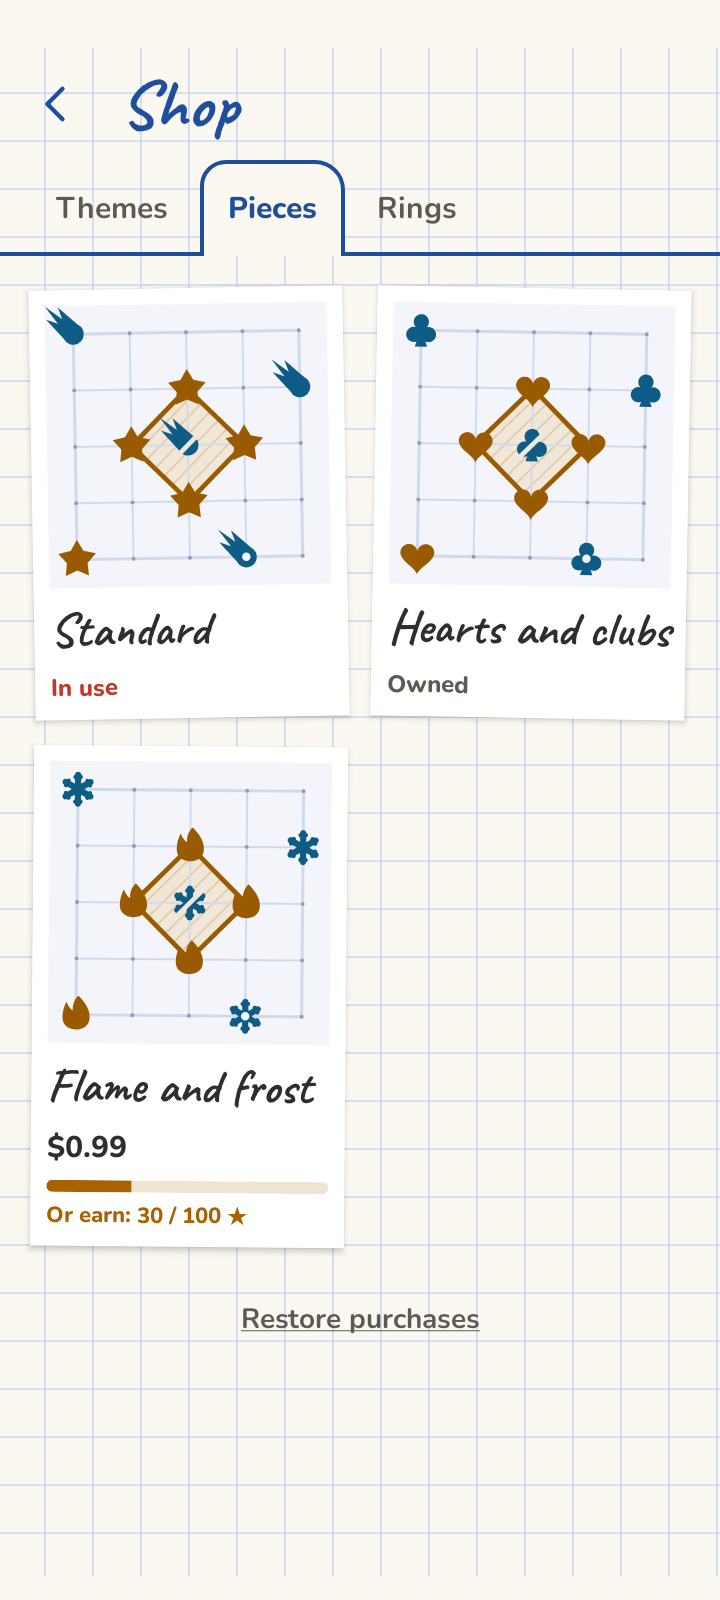 Shop
Themes
Pieces
Rings
Standard
In use
Hearts and clubs
Owned
Flame and frost
$0.99
Or earn: 30 / 100 ★
Restore purchases